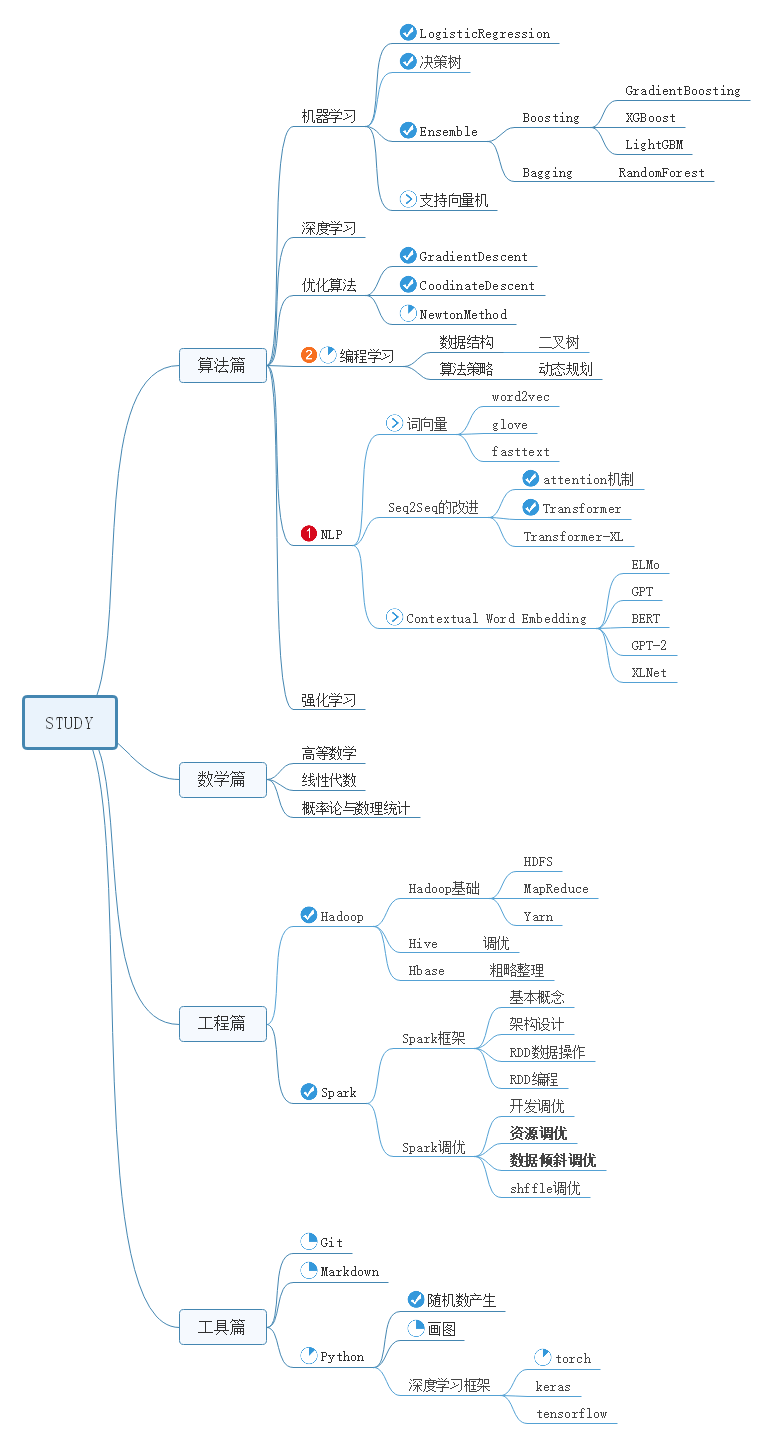 STUDY
算法篇
机器学习
LogisticRegression
决策树
Ensemble
Boosting
GradientBoosting
XGBoost
LightGBM
Bagging
RandomForest
支持向量机
深度学习
优化算法
GradientDescent
CoodinateDescent
NewtonMethod
2 编程学习
数据结构
二叉树
算法策略
动态规划
1 NLP
词向量
word2vec
glove
fasttext
Seq2Seq的改进
attention机制
Transformer
Transformer-XL
Contextual Word Embedding
ELMo
GPT
BERT
GPT-2
XLNet
强化学习
数学篇
高等数学
线性代数
概率论与数理统计
工程篇
Hadoop
Hadoop基础
HDFS
MapReduce
Yarn
Hive
调优
Hbase
粗略整理
Spark
Spark框架
基本概念
架构设计
RDD数据操作
RDD编程
Spark调优
开发调优
资源调优
数据倾斜调优
shffle调优
工具篇
Git
Markdown
Python
随机数产生
画图
深度学习框架
torch
keras
tensorflow